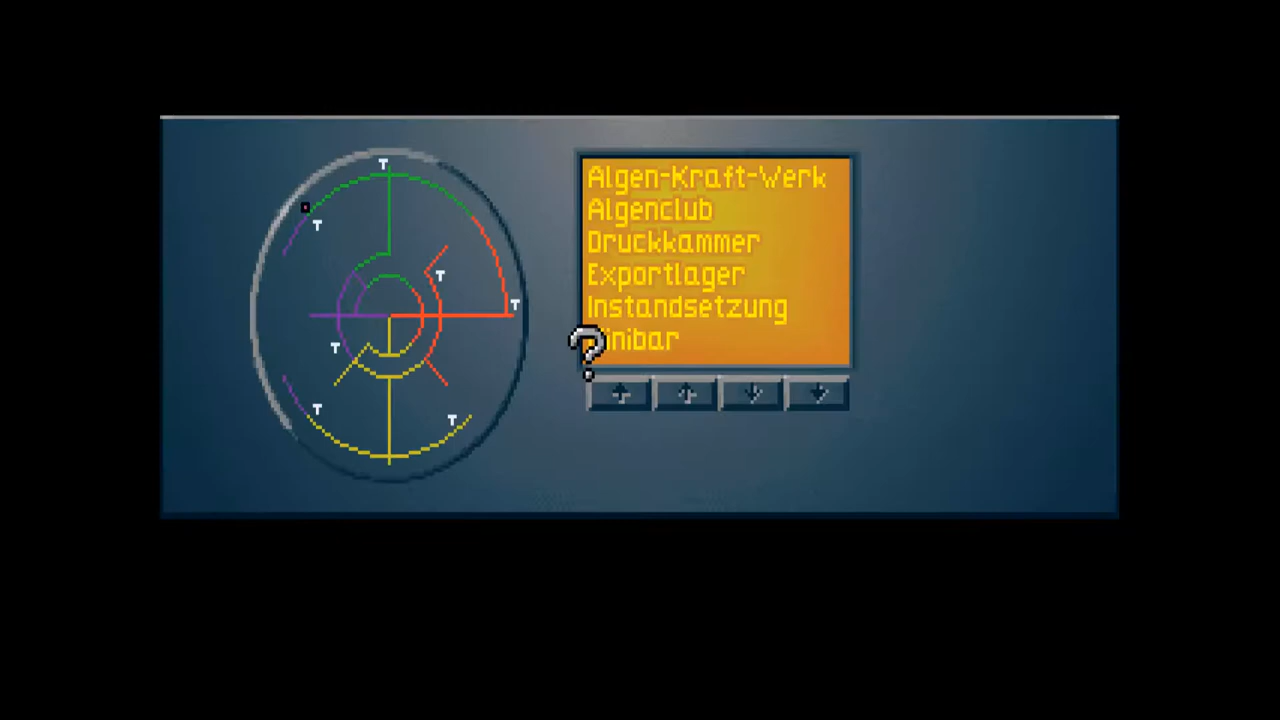 T
Algen-Kraft-Werk
Algenclub
T
Druckkammer
T
Exportlager
T
Instandsetzung
T
T
T